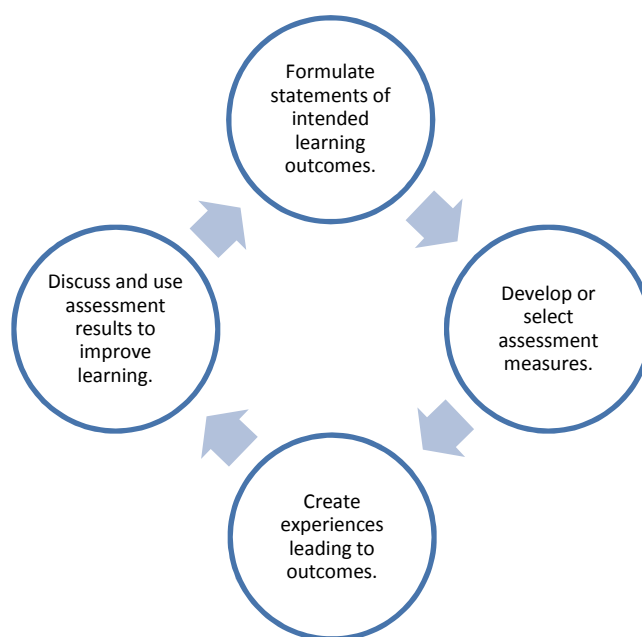 Formulate
statements of
intended
learning
outcomes.
Develop or
select
assessment
measures.
Create
experiences
leading to
outcomes.
Discuss and use
assessment
results to
improve
learning.